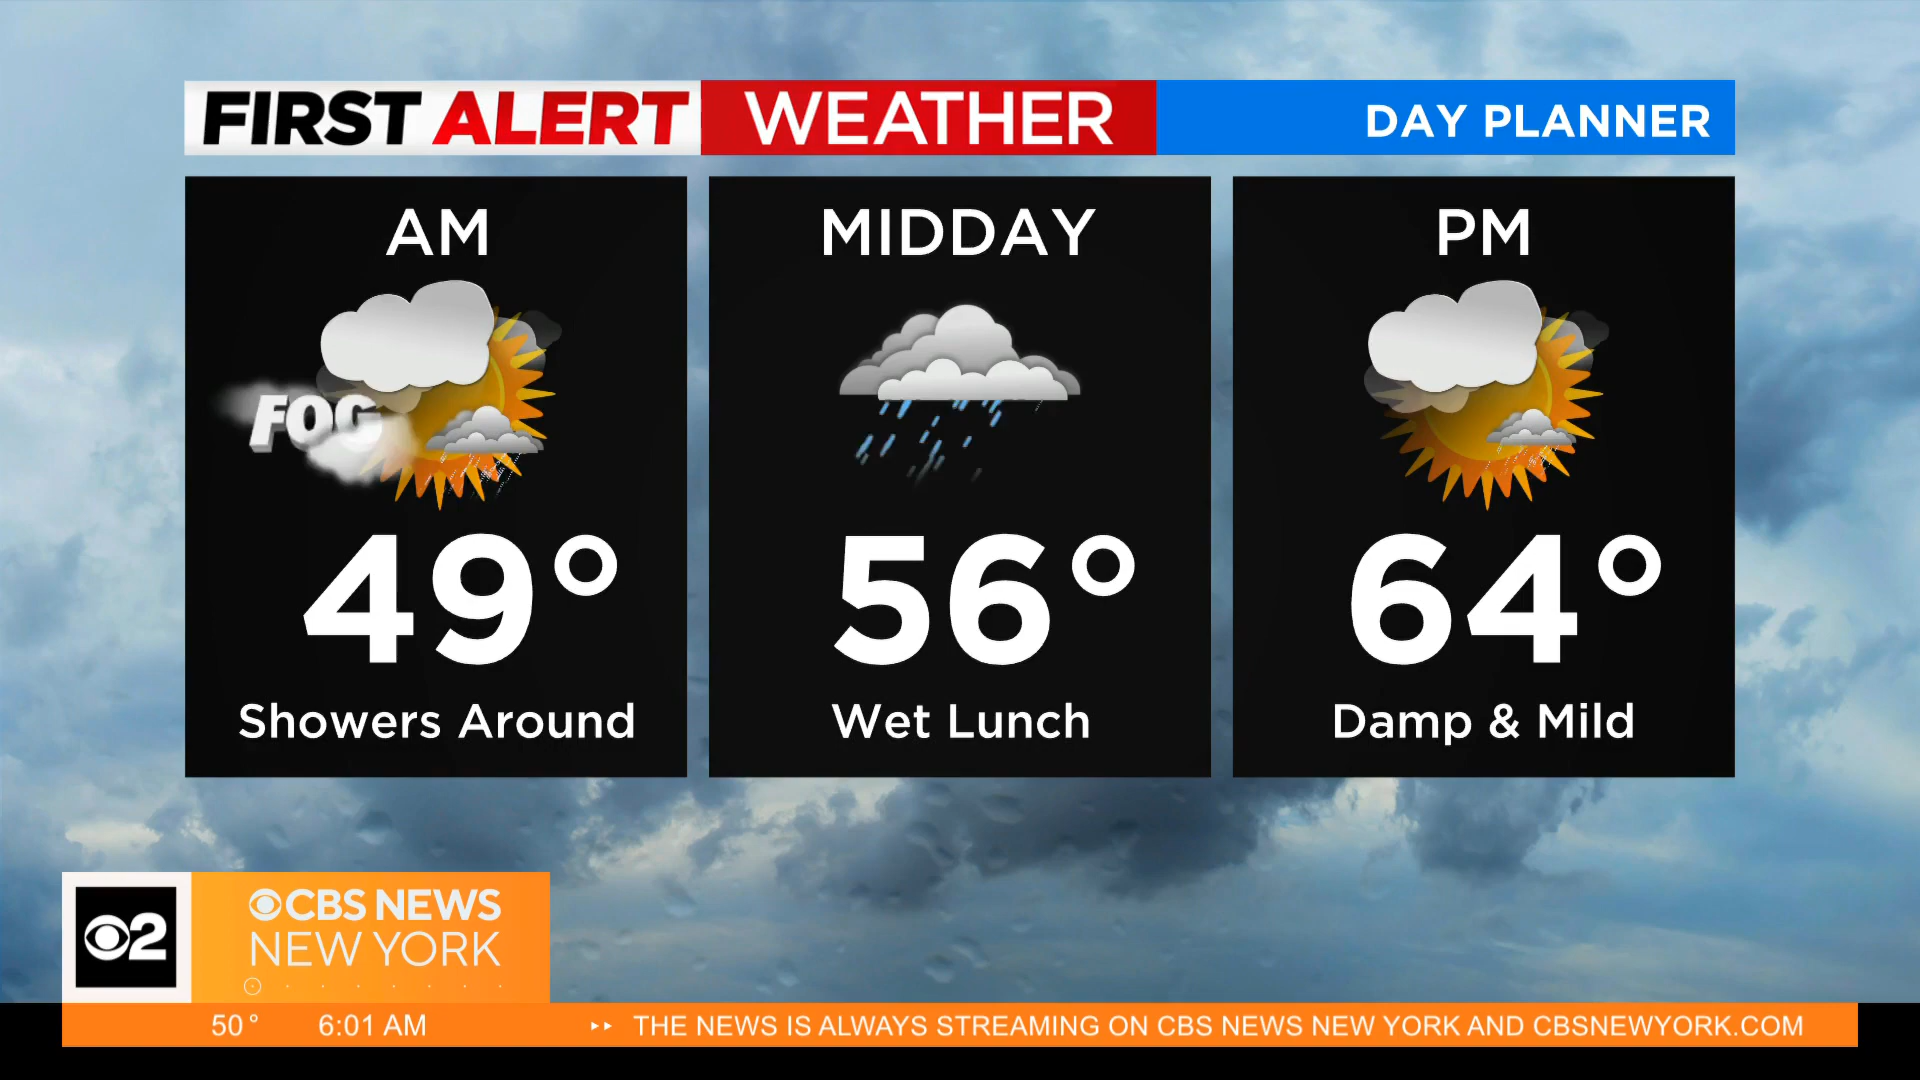 FIRST ALERT WEATHER DAY PLANNER
AM
FOG
49°
Showers Around
MIDDAY
56°
Wet Lunch
PM
64°
Damp & Mild
2
CBS NEWS
NEW YORK
50° 6:01 AM THE NEWS IS ALWAYS STREAMING ON CBS NEWS NEW YORK AND CBSNEWYORK.COM